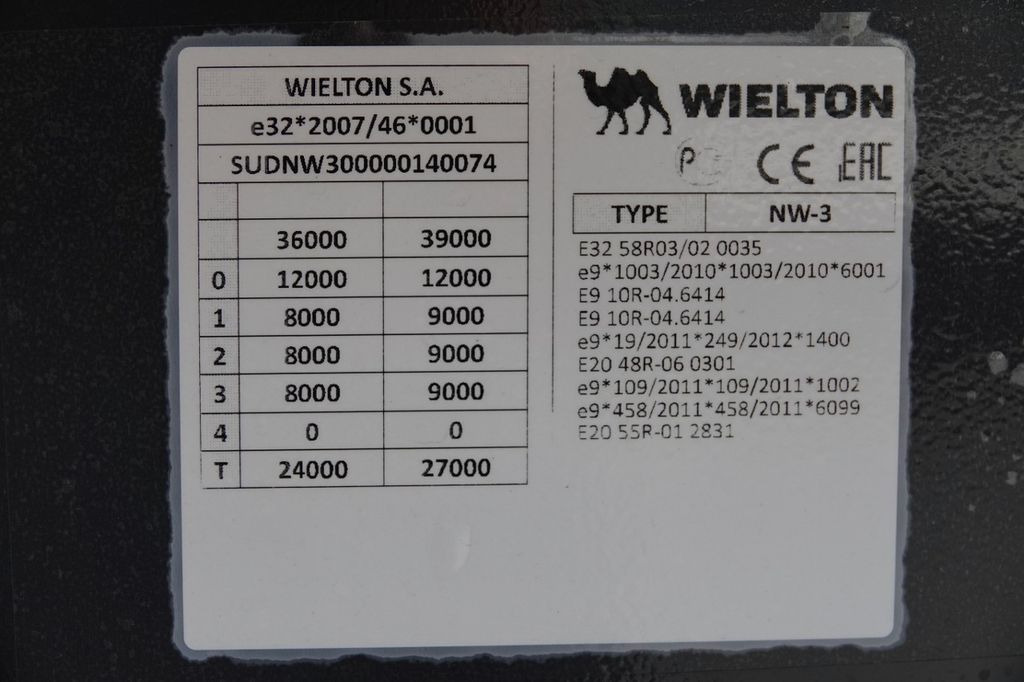 WIELTON S.A.
e32*2007/46*0001
SUDNW300000140074
36000 39000
0 12000 12000
1 8000 9000
2 8000 9000
3 8000 9000
4 0 0
T 24000 27000
WIELTON
CE EAC
TYPE NW-3
E32 58R03/02 0035
e9*1003/2010*1003/2010*6001
E9 10R-04.6414
E9 10R-04.6414
e9*19/2011*249/2012*1400
E20 48R-06 0301
e9*109/2011*109/2011*1002
e9*458/2011*458/2011*6099
E20 55R-01 2831